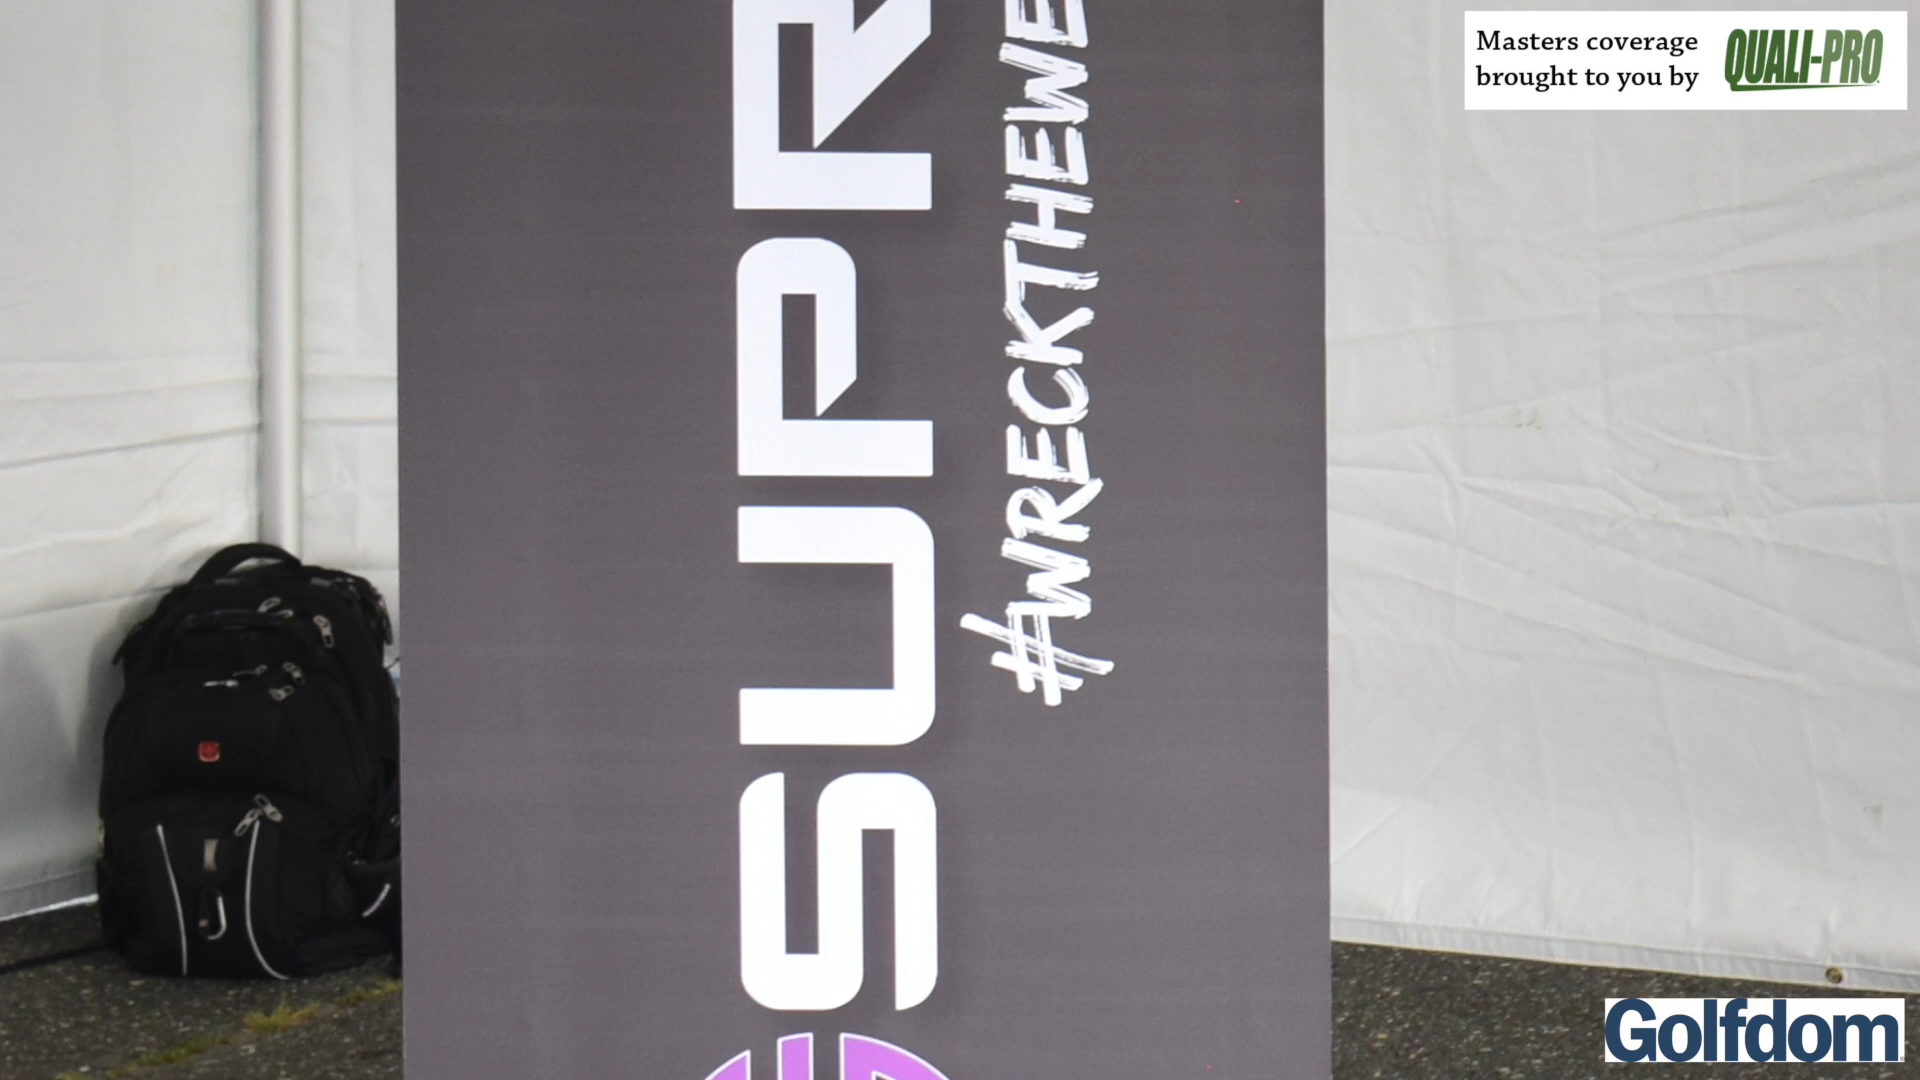 Masters coverage
brought to you by
QUALI-PRO
SUPR
#WRECKTHEWE
Golfdom